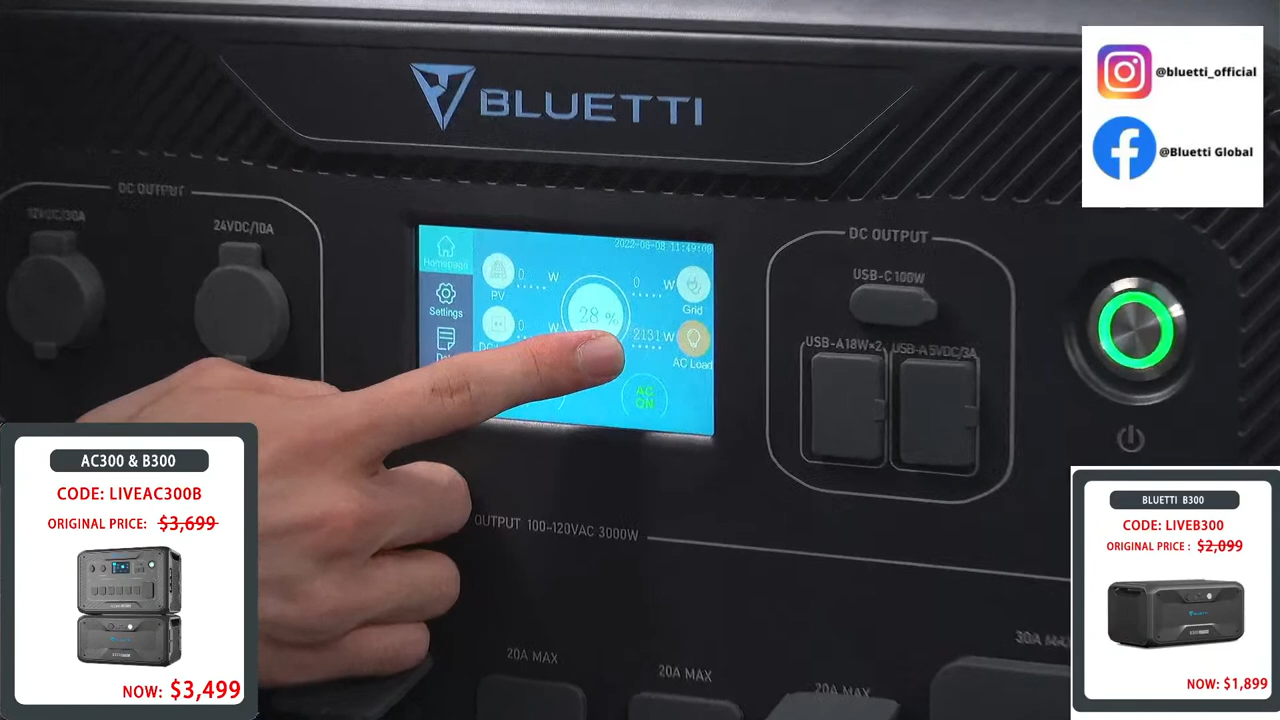 BLUETTI
@bluetti_official
@Bluetti Global
DC OUTPUT
12VDC/30A
24VDC/10A
2022-08-08 11:49:08
Homepage
Settings
0 W
PV
0 W
28 %
0 W
Grid
2131 W
AC Load
AC
ON
DC OUTPUT
USB-C 100W
USB-A 18W×2
USB-A 5VDC/3A
OUTPUT 100-120VAC 3000W
20A MAX
20A MAX
20A MAX
30A MAX
AC300 & B300
CODE: LIVEAC300B
ORIGINAL PRICE: $3,699
BLUETTI
NOW: $3,499
BLUETTI B300
CODE: LIVEB300
ORIGINAL PRICE : $2,099
BLUETTI
NOW: $1,899